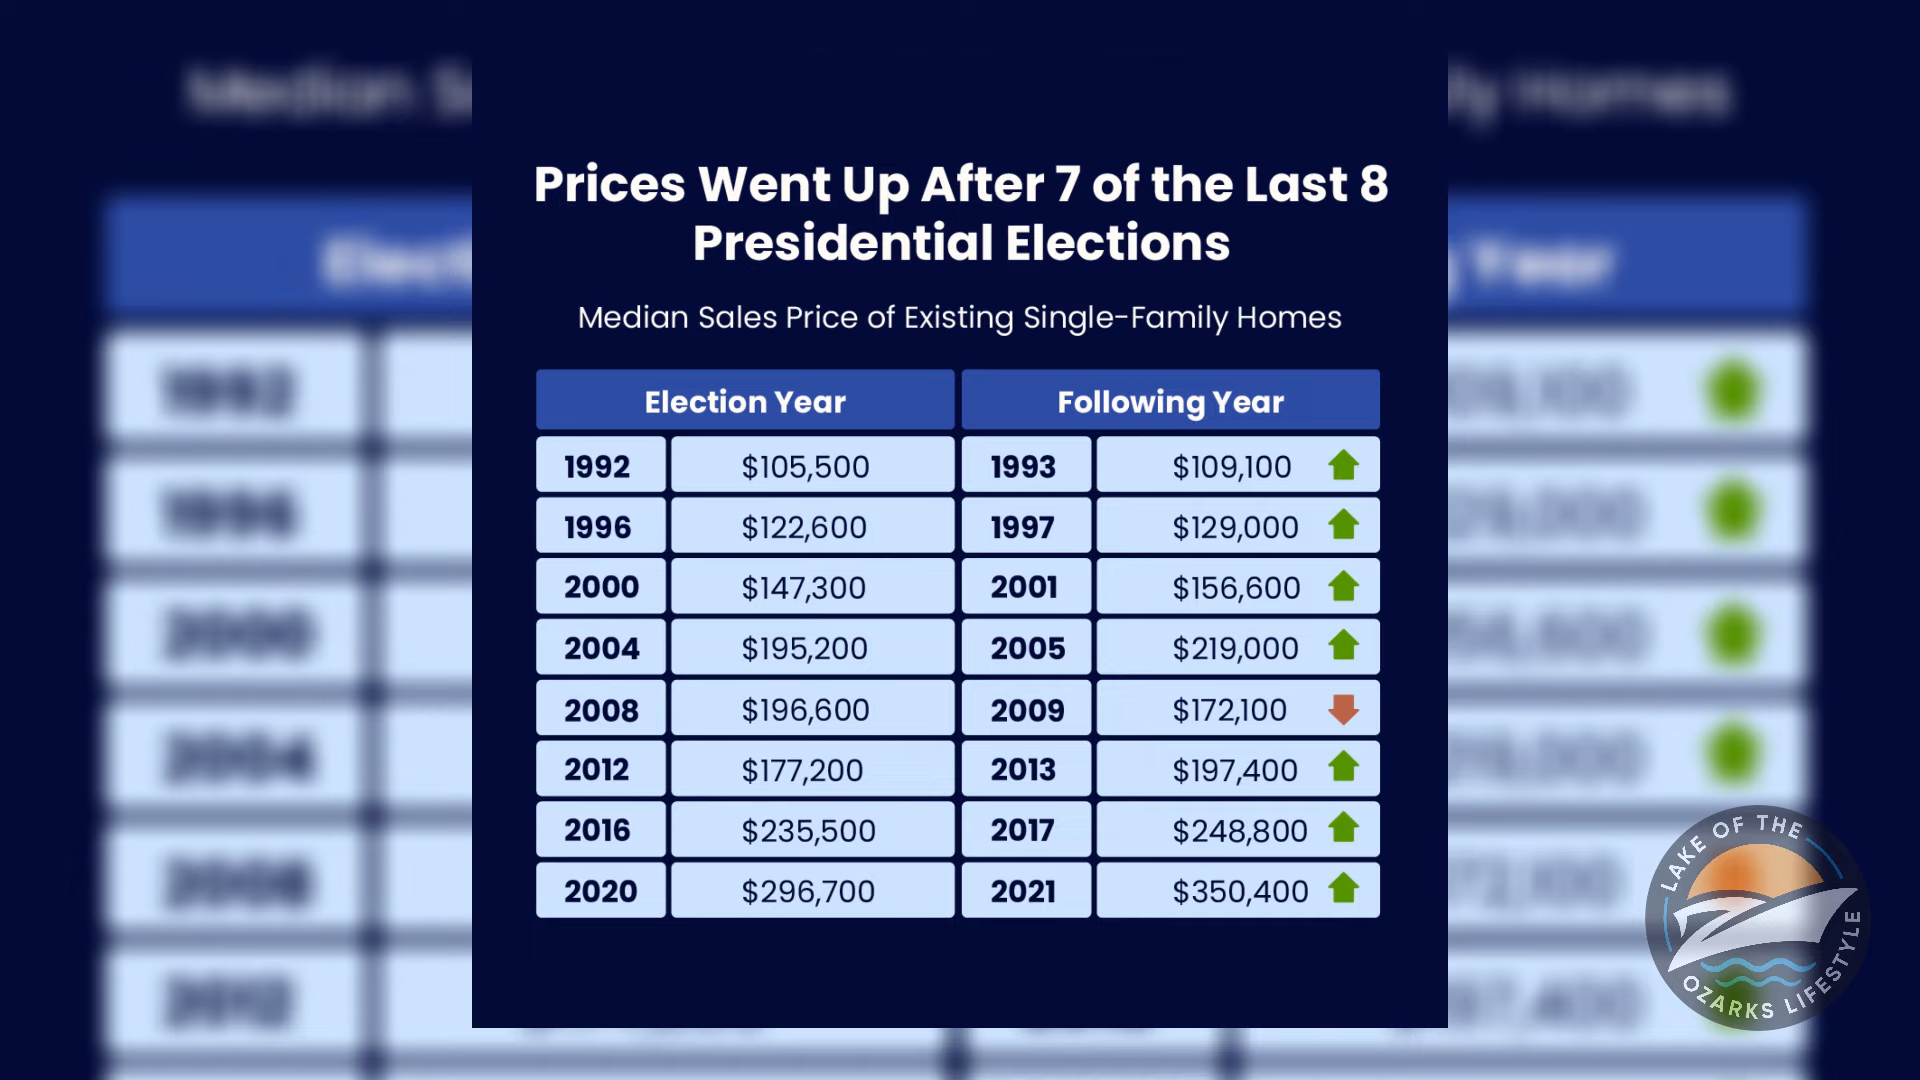 Prices Went Up After 7 of the Last 8
Presidential Elections
Median Sales Price of Existing Single-Family Homes
Election Year Following Year
1992 $105,500 1993 $109,100
1996 $122,600 1997 $129,000
2000 $147,300 2001 $156,600
2004 $195,200 2005 $219,000
2008 $196,600 2009 $172,100
2012 $177,200 2013 $197,400
2016 $235,500 2017 $248,800
2020 $296,700 2021 $350,400
LAKE OF THE
OZARKS LIFESTYLE